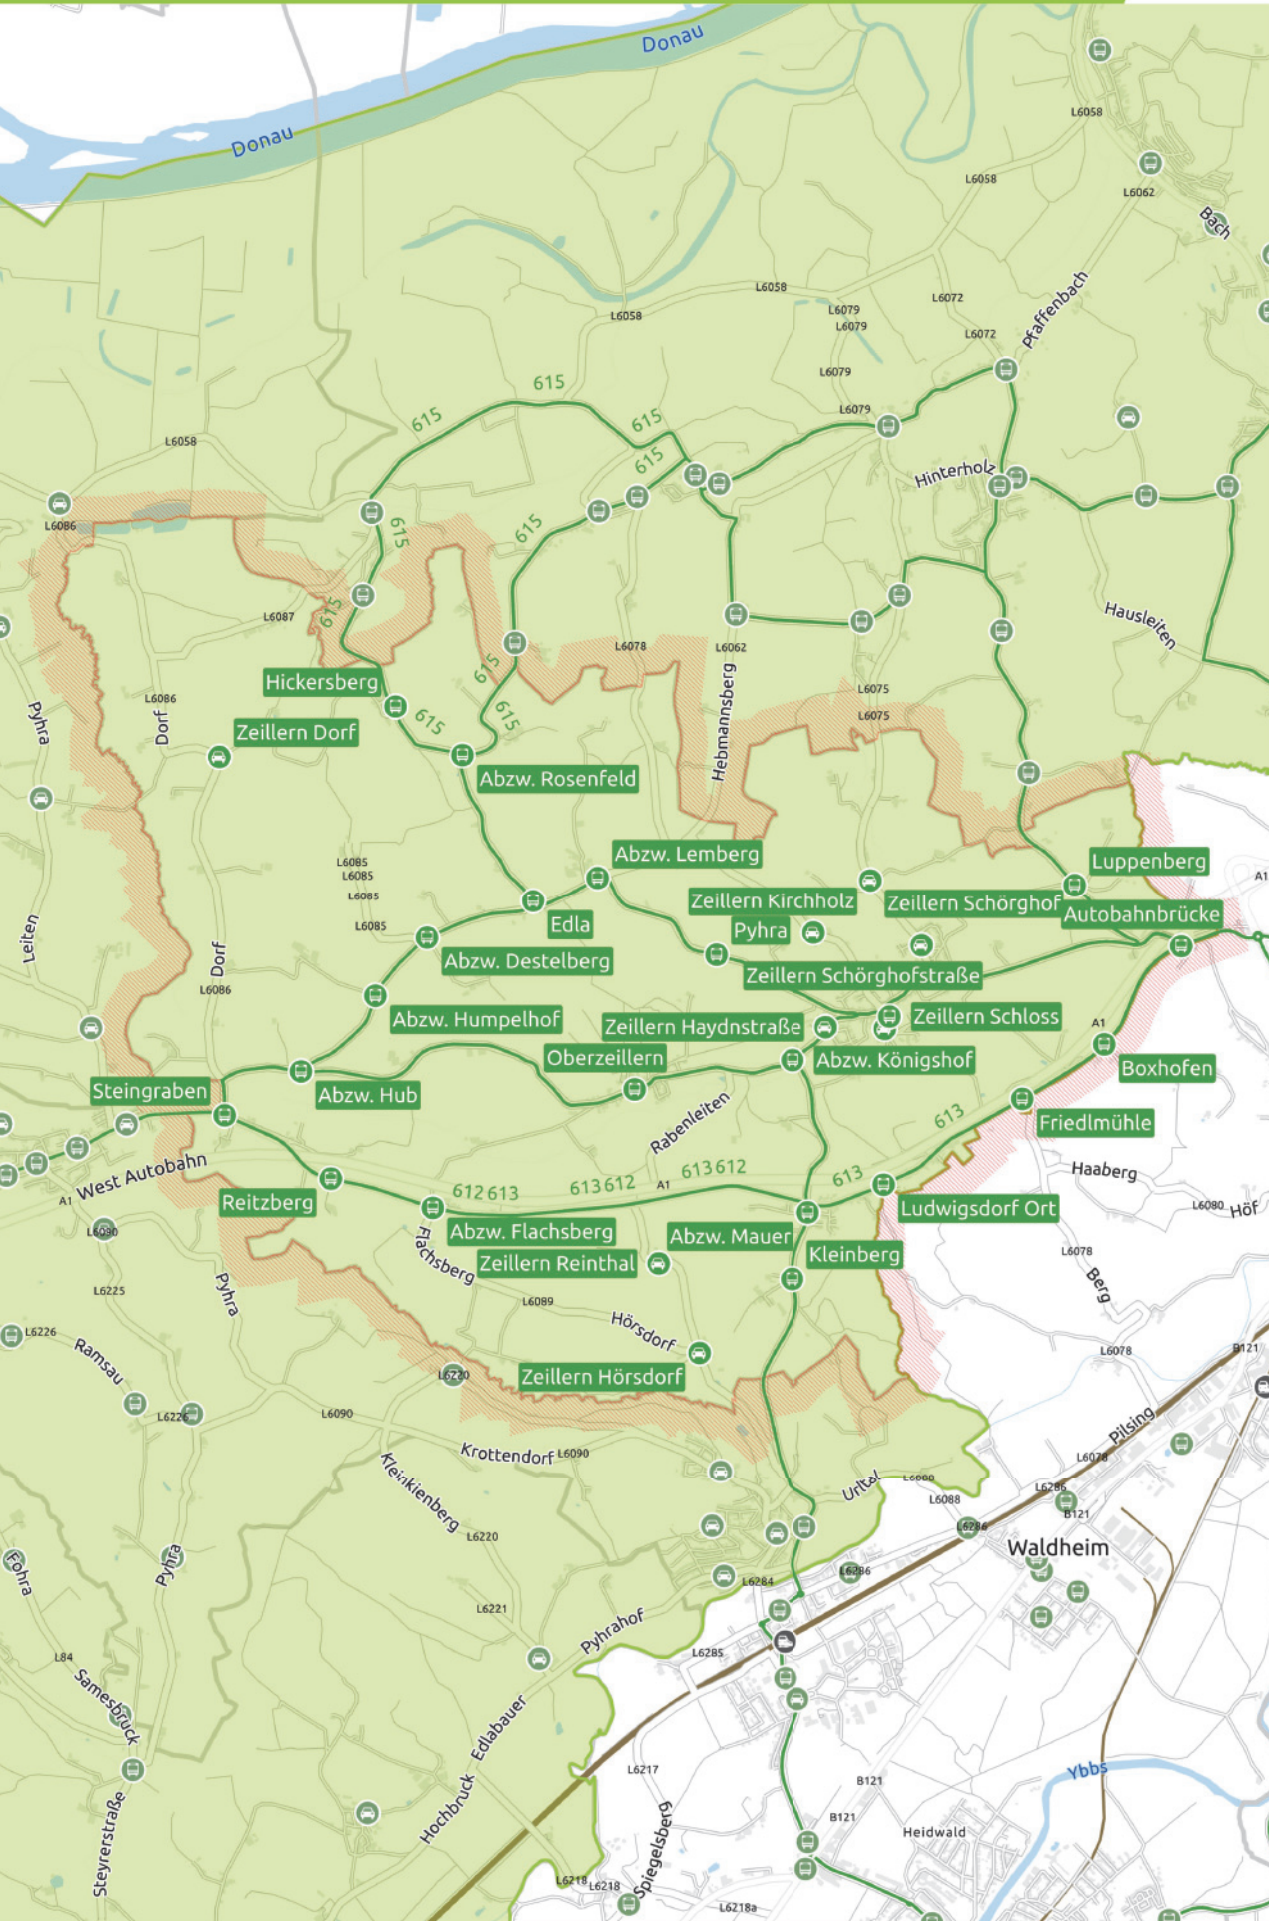 Donau
Donau
L6058
L6058
L6062
Bach
L6058
L6072
L6079
L6079
L6058
L6072
Pfaffenbach
L6079
615
615
615
L6079
L6058
615
Hinterholz
L6086
615
615
615
L6087
L6078
L6062
Hausleiten
615
Hickersberg
L6086
L6075
L6075
Pyhra
Dorf
615
615
Hebmannsberg
Zeillern Dorf
Abzw. Rosenfeld
Abzw. Lemberg
Luppenberg
L6085
L6085
L6085
A1
Zeillern Kirchholz
Zeillern Schörghof
Autobahnbrücke
L6085
Edla
Pyhra
Leiten
Dorf
Abzw. Destelberg
Zeillern Schörghofstraße
L6086
Abzw. Humpelhof
Zeillern Haydnstraße
Zeillern Schloss
A1
Oberzeillern
Abzw. Königshof
Boxhofen
Steingraben
Abzw. Hub
Rabenleiten
613
Friedlmühle
West Autobahn
A1
Haaberg
613 612
613 612
A1
613
612 613
Reitzberg
Ludwigsdorf Ort
L6080
Höf
L6090
Abzw. Flachsberg
Abzw. Mauer
Flachsberg
Zeillern Reinthal
Kleinberg
L6078
Berg
L6225
Pyhra
L6089
L6226
Hörsdorf
Ramsau
L6078
B121
L6220
Zeillern Hörsdorf
L6226
L6090
Pilsing
Krottendorf
L6090
L6078
Kleinkienberg
Urltal
L6088
L6286
B121
L6286
L6220
Waldheim
Fohra
Pyhra
L6284
L6286
L6221
Pyhrahof
L84
L6285
Samesbruck
Edlabauer
L6217
Ybbs
B121
Hochbruck
B121
Heidwald
Steyrerstraße
Spiegelsberg
L6218
L6218
L6218a